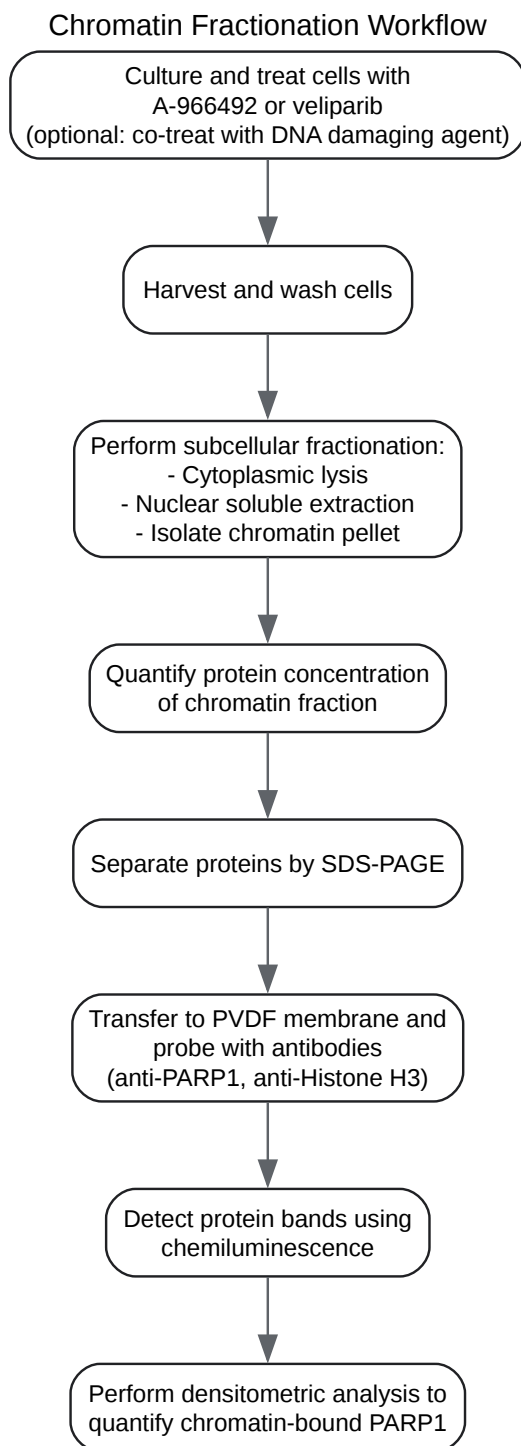 Chromatin Fractionation Workflow
Culture and treat cells with
A-966492 or veliparib
(optional: co-treat with DNA damaging agent)
Harvest and wash cells
Perform subcellular fractionation:
- Cytoplasmic lysis
- Nuclear soluble extraction
- Isolate chromatin pellet
Quantify protein concentration
of chromatin fraction
Separate proteins by SDS-PAGE
Transfer to PVDF membrane and
probe with antibodies
(anti-PARP1, anti-Histone H3)
Detect protein bands using
chemiluminescence
Perform densitometric analysis to
quantify chromatin-bound PARP1